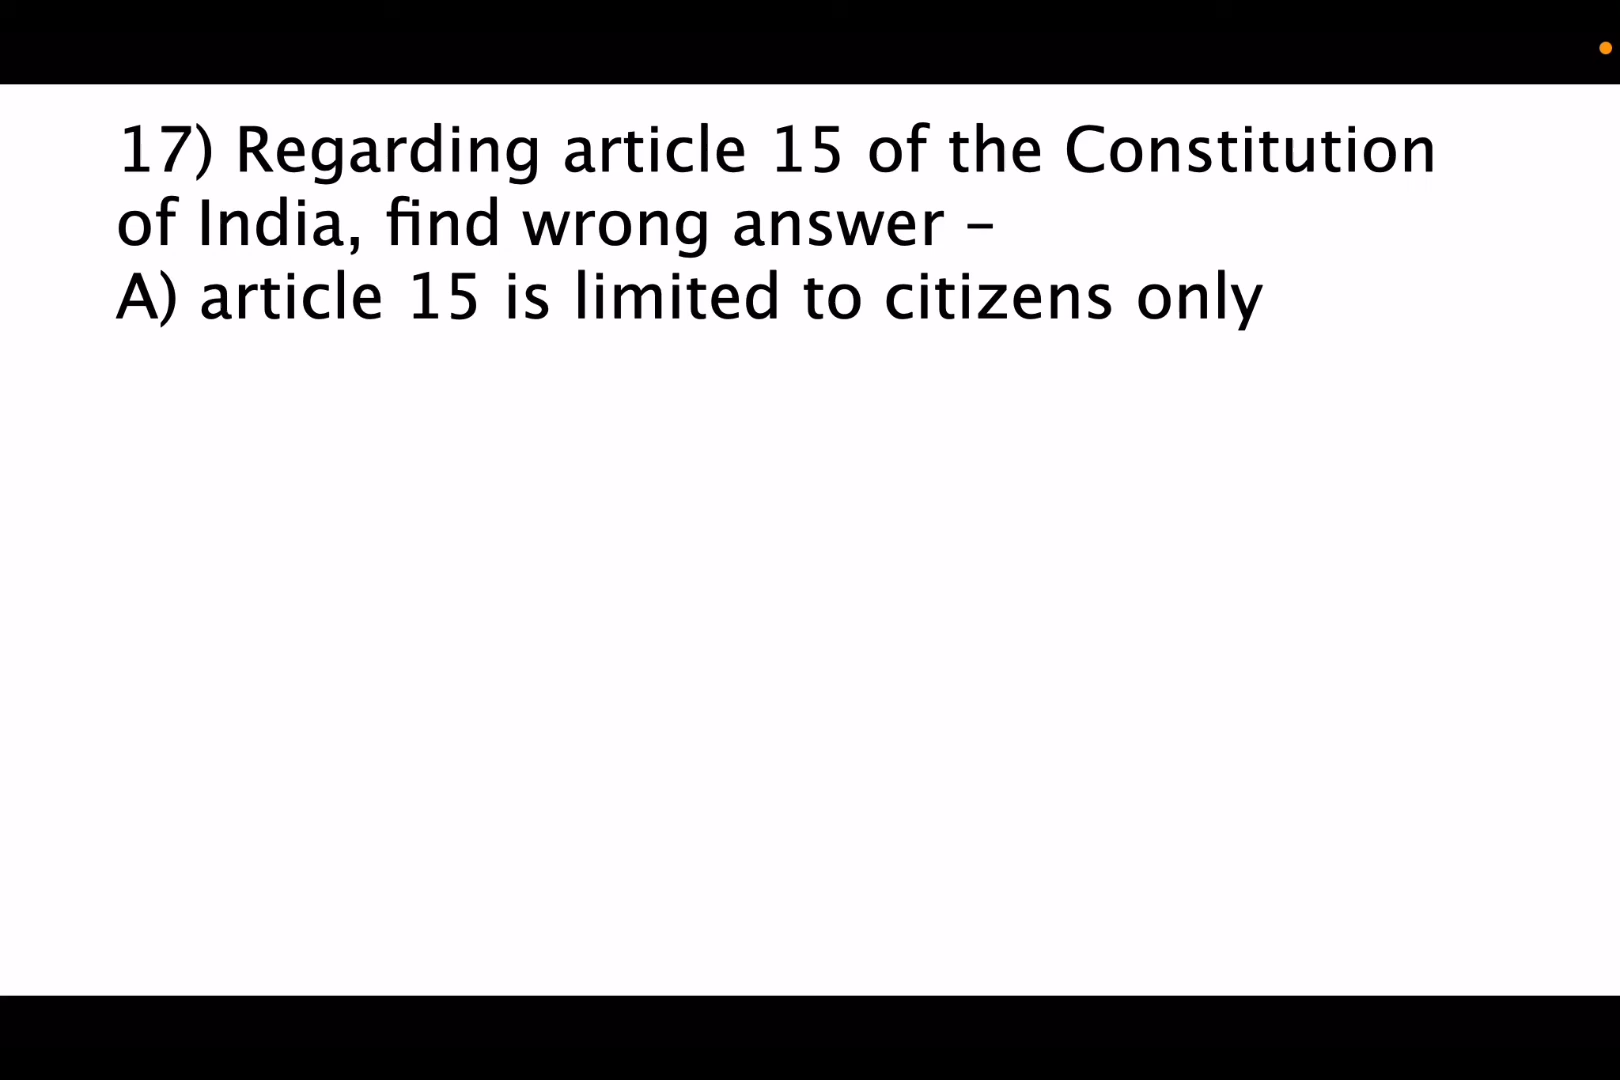 17) Regarding article 15 of the Constitution
of India, find wrong answer –
A) article 15 is limited to citizens only